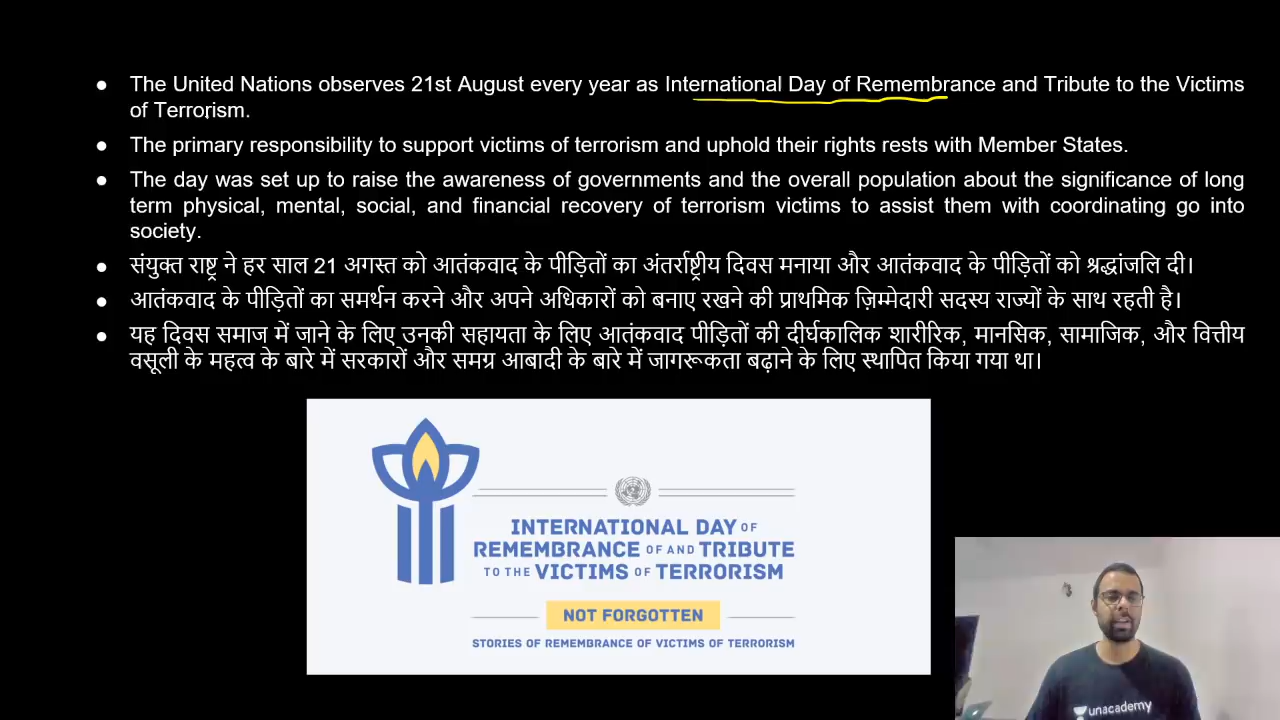 ● The United Nations observes 21st August every year as International Day of Remembrance and Tribute to the Victims
of Terrorism.
● The primary responsibility to support victims of terrorism and uphold their rights rests with Member States.
● The day was set up to raise the awareness of governments and the overall population about the significance of long
term physical, mental, social, and financial recovery of terrorism victims to assist them with coordinating go into
society.
● संयुक्त राष्ट्र ने हर साल 21 अगस्त को आतंकवाद के पीड़ितों का अंतर्राष्ट्रीय दिवस मनाया और आतंकवाद के पीड़ितों को श्रद्धांजलि दी।
● आतंकवाद के पीड़ितों का समर्थन करने और अपने अधिकारों को बनाए रखने की प्राथमिक ज़िम्मेदारी सदस्य राज्यों के साथ रहती है।
● यह दिवस समाज में जाने के लिए उनकी सहायता के लिए आतंकवाद पीड़ितों की दीर्घकालिक शारीरिक, मानसिक, सामाजिक, और वित्तीय
वसूली के महत्व के बारे में सरकारों और समग्र आबादी के बारे में जागरूकता बढ़ाने के लिए स्थापित किया गया था।
INTERNATIONAL DAY OF
REMEMBRANCE OF AND TRIBUTE
TO THE VICTIMS OF TERRORISM
NOT FORGOTTEN
STORIES OF REMEMBRANCE OF VICTIMS OF TERRORISM
unacademy